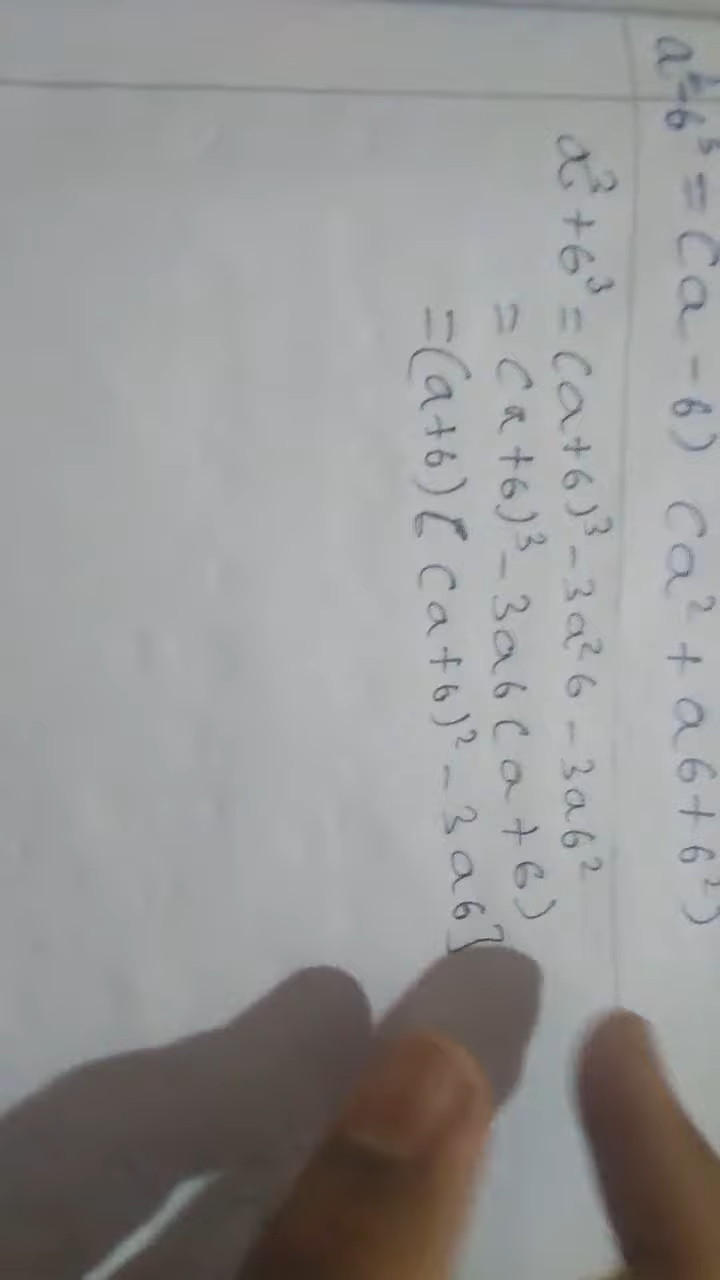 a³-b³ = (a-b) (a² + ab + b²)
a³ + b³ = (a+b)³ - 3a²b - 3ab²
= (a+b)³ - 3ab(a+b)
= (a+b)[(a+b)² - 3ab]